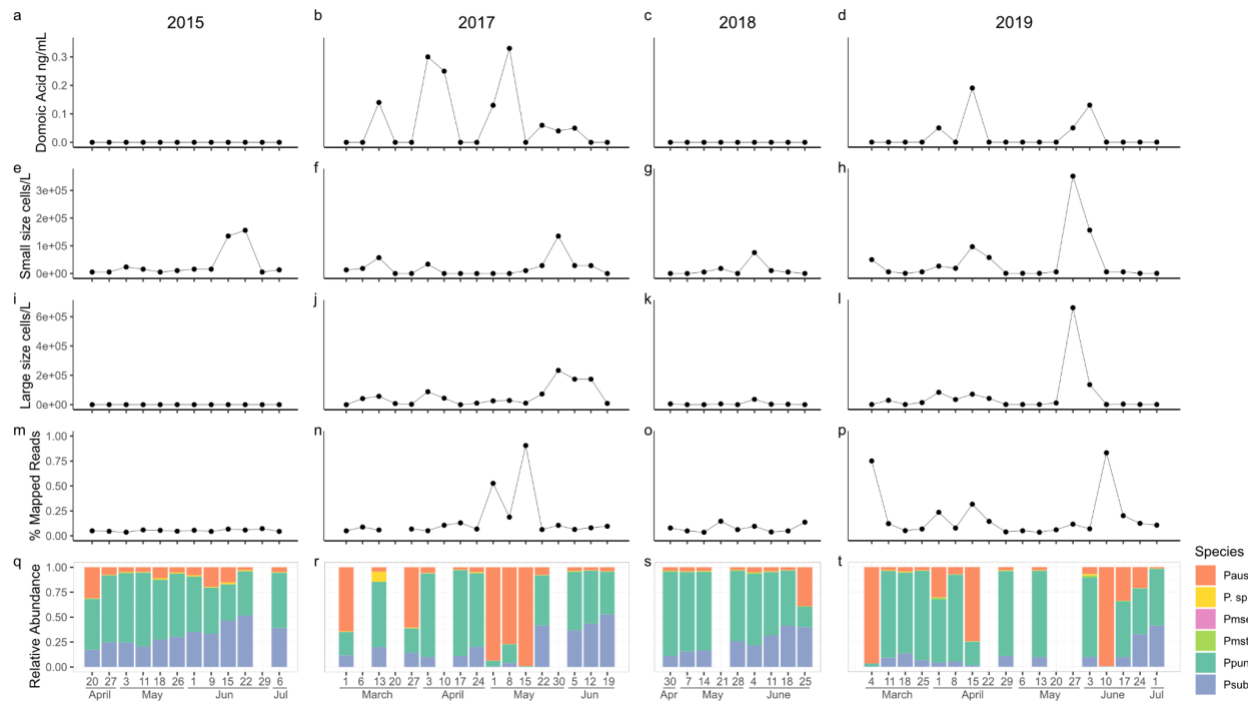 a 2015 b 2017 c 2018 d 2019
Domoic Acid ng/mL
0.3
0.2
0.1
0.0
e f g h
Small size cells/L
3e+05
2e+05
1e+05
0e+00
i j k l
Large size cells/L
6e+05
4e+05
2e+05
0e+00
m n o p
% Mapped Reads
1.00
0.75
0.50
0.25
0.00
q r s t
Relative Abundance
1.00
0.75
0.50
0.25
0.00
20 27 3 11 18 26 1 9 15 22 29 6
April May Jun Jul
1 6 13 20 27 3 10 17 24 1 8 15 22 30 5 12 19
March April May Jun
30 7 14 21 28 4 11 18 25
Apr May June
4 11 18 25 1 8 15 22 29 6 13 20 27 3 10 17 24 1
March April May June Jul
Species
Paus
P. sp
Pmse
Pmst
Ppun
Psub